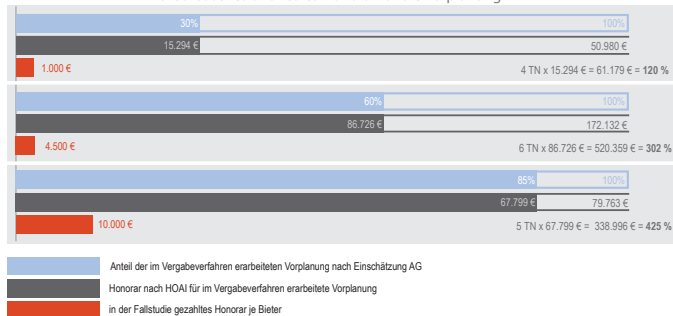 30% 100%
15.294 € 50.980 €
1.000 € 4 TN x 15.294 € = 61.179 € = 120 %
60% 100%
86.726 € 172.132 €
4.500 € 6 TN x 86.726 € = 520.359 € = 302 %
85% 100%
67.799 € 79.763 €
10.000 € 5 TN x 67.799 € = 338.996 € = 425 %
Anteil der im Vergabeverfahren erarbeiteten Vorplanung nach Einschätzung AG
Honorar nach HOAI für im Vergabeverfahren erarbeitete Vorplanung
in der Fallstudie gezahltes Honorar je Bieter